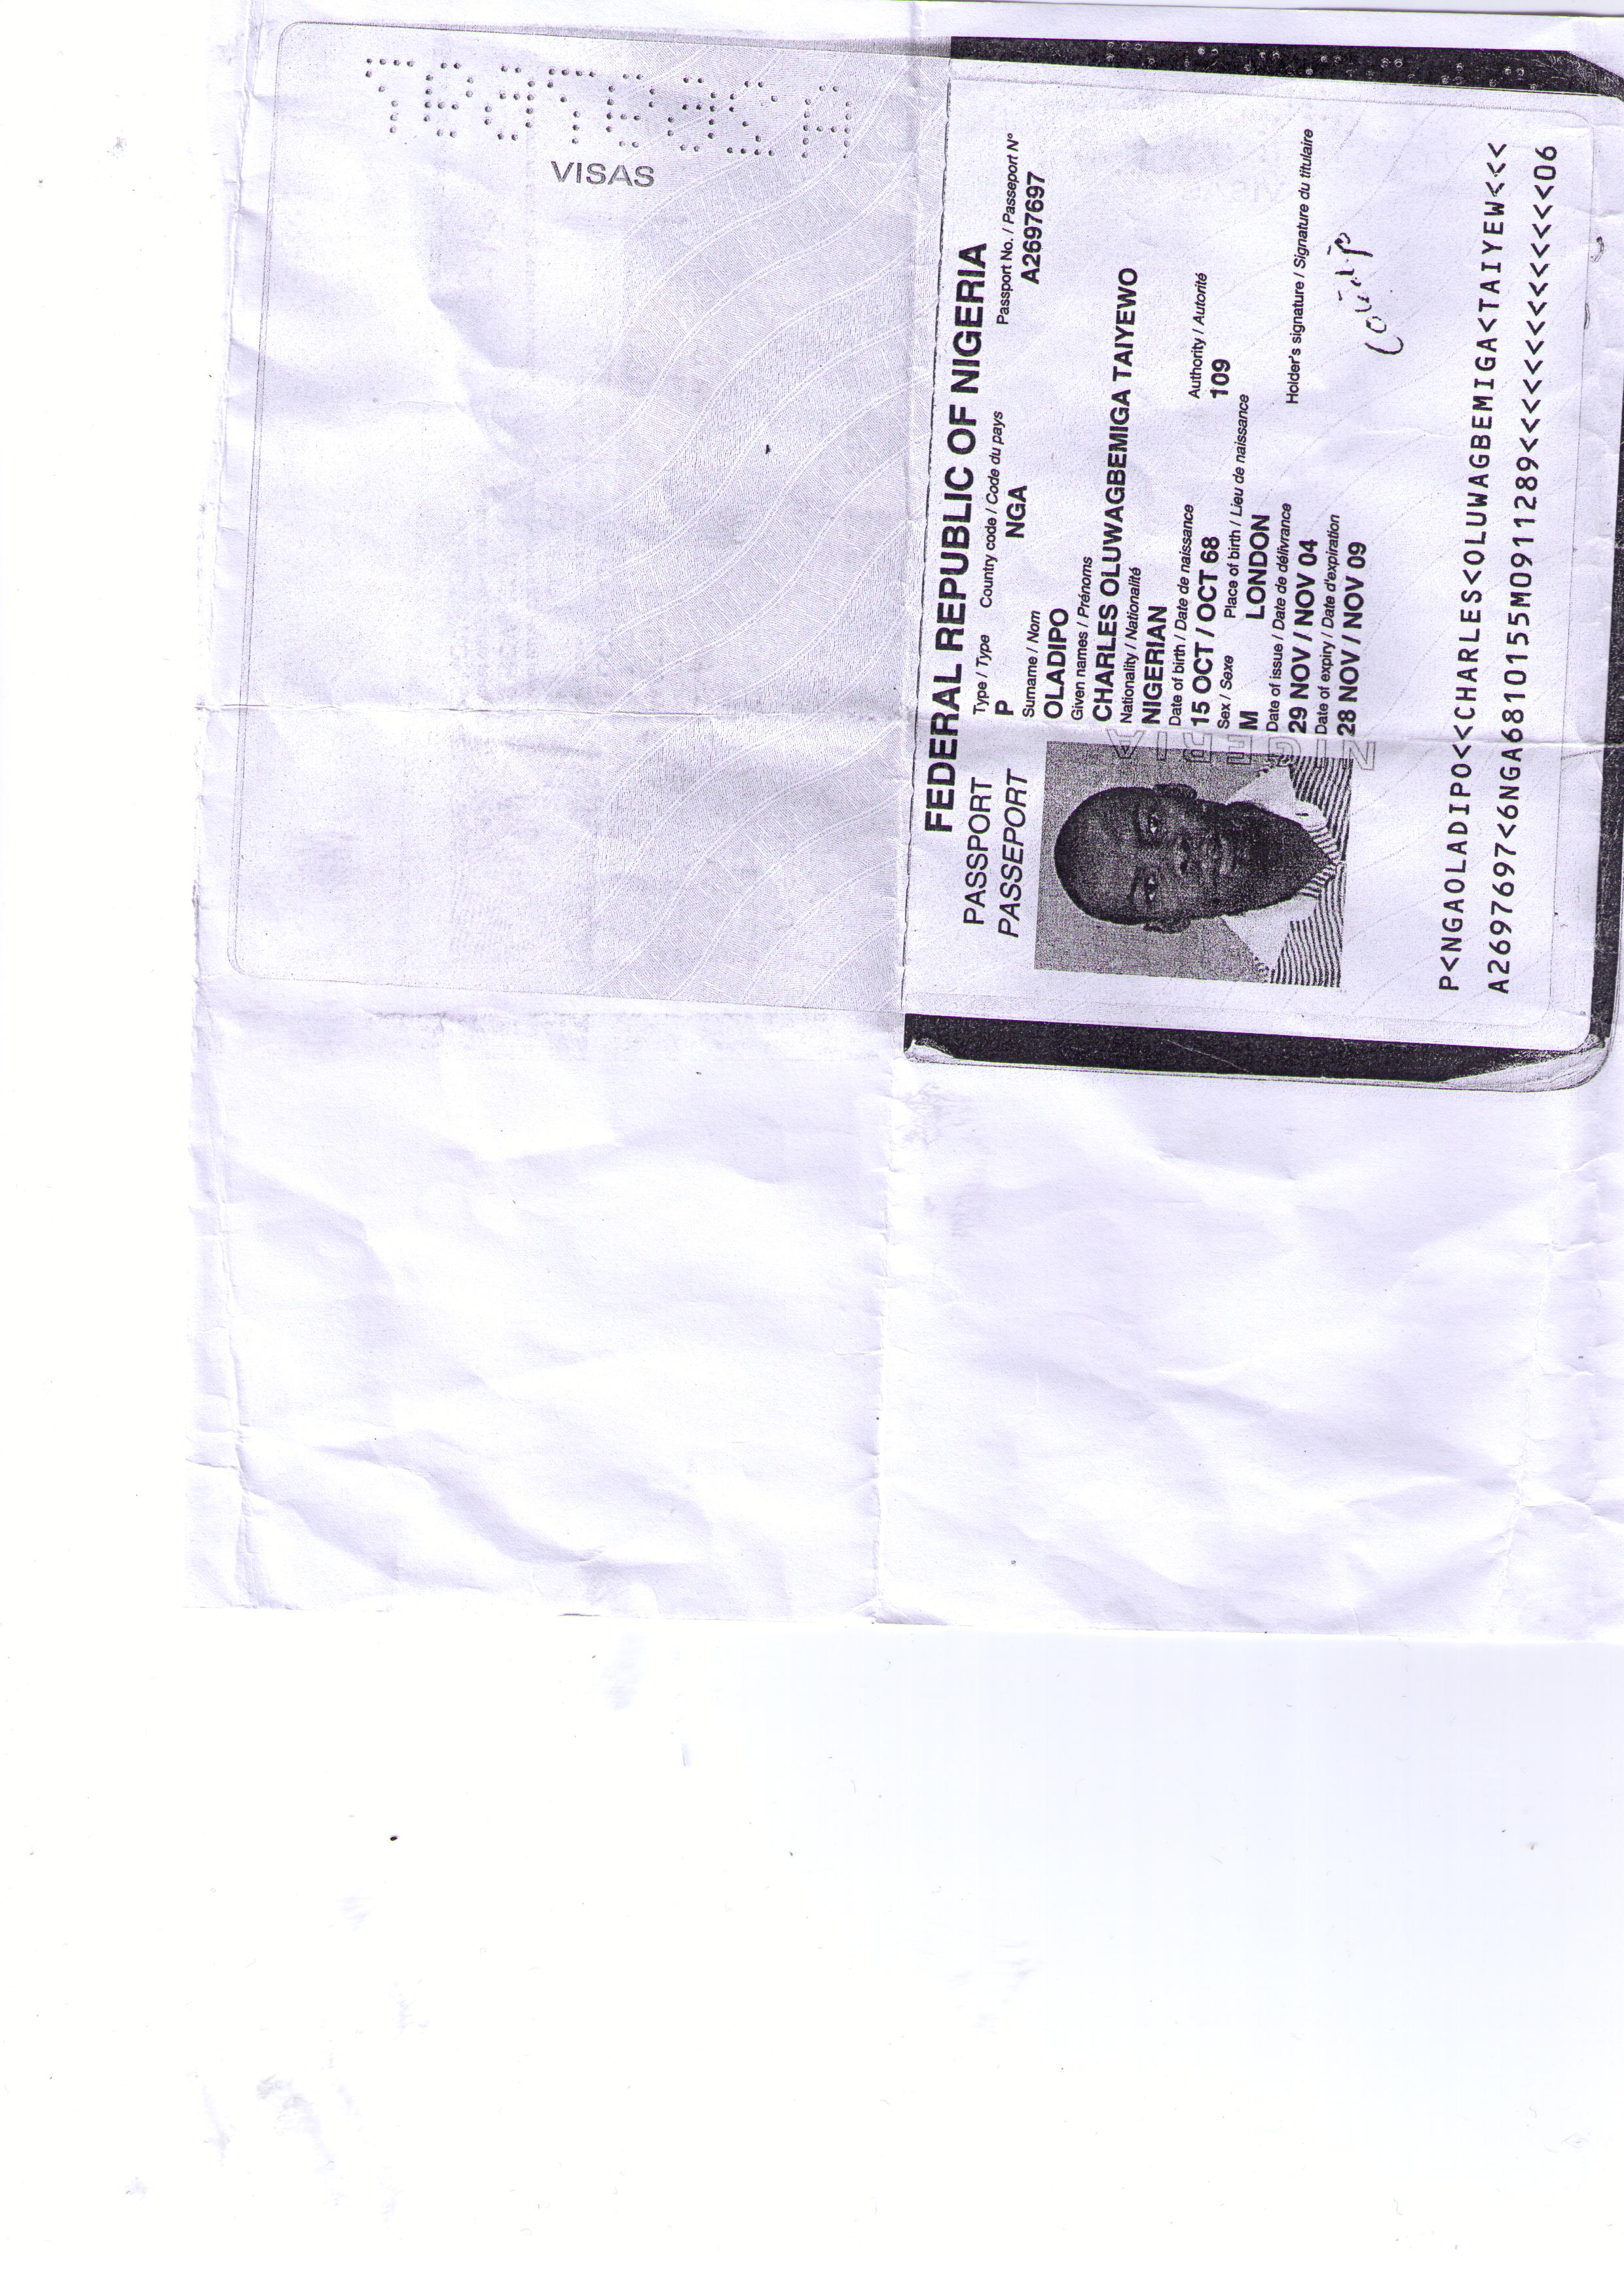 VISAS
FEDERAL REPUBLIC OF NIGERIA
PASSPORT
PASSEPORT
Type / Type Country code / Code du pays Passport No. / Passeport N°
P NGA A2697697
Surname / Nom
OLADIPO
Given names / Prénoms
CHARLES OLUWAGBEMIGA TAIYEWO
Nationality / Nationalité
NIGERIAN
Date of birth / Date de naissance Authority / Autorité
15 OCT / OCT 68 109
Sex / Sexe Place of birth / Lieu de naissance
M LONDON
Date of issue / Date de délivrance Holder's signature / Signature du titulaire
29 NOV / NOV 04
Date of expiry / Date d'expiration
28 NOV / NOV 09
P<NGAOLADIPO<<CHARLES<OLUWAGBEMIGA<TAIYEW<<<
A2697697<6NGA6810155M0911289<<<<<<<<<<<<<<06